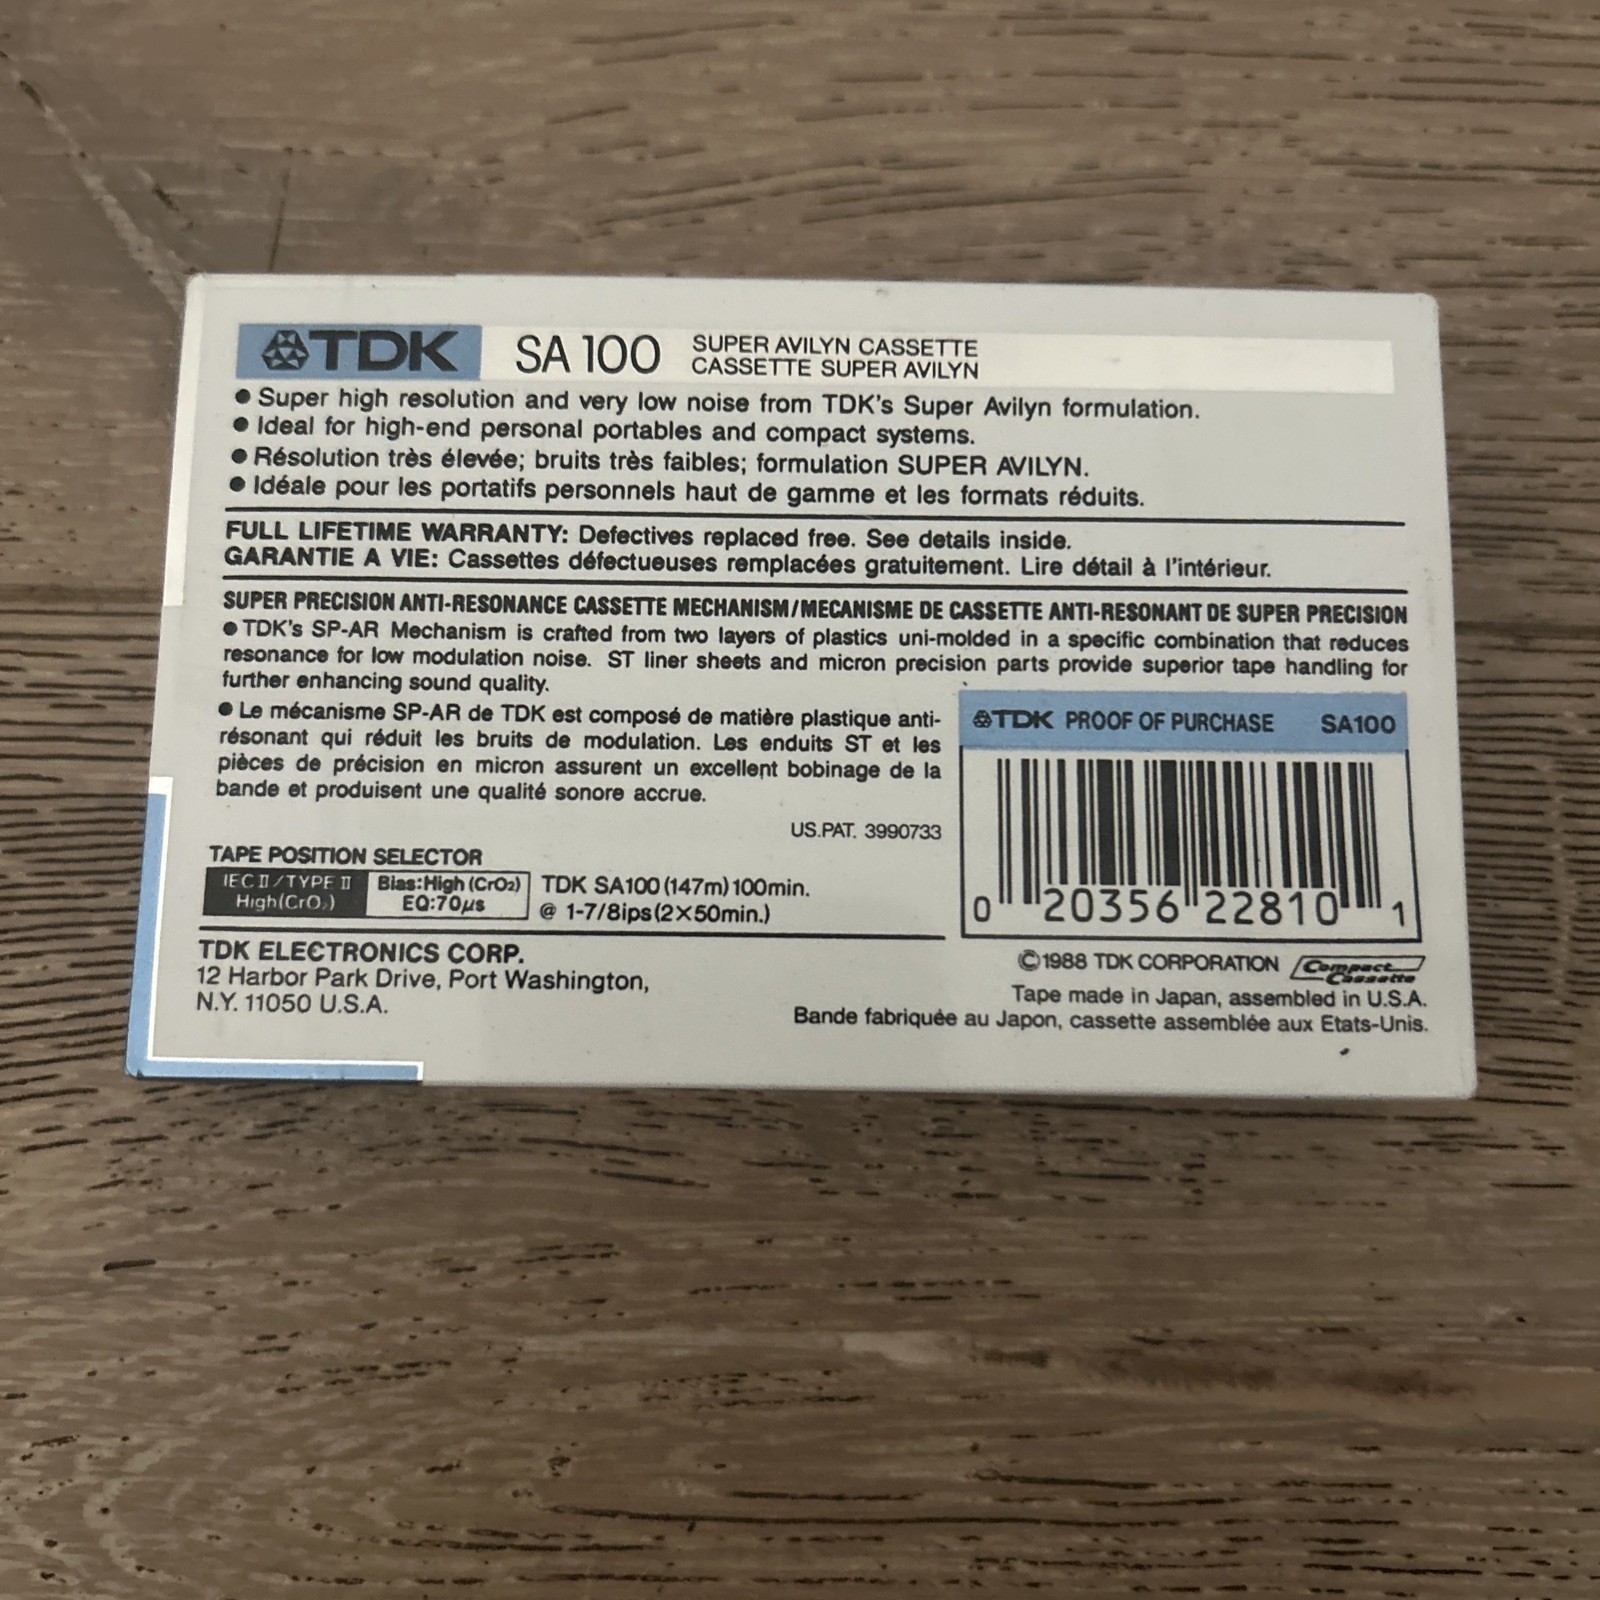 TDK SA 100 SUPER AVILYN CASSETTE
CASSETTE SUPER AVILYN
● Super high resolution and very low noise from TDK's Super Avilyn formulation.
● Ideal for high-end personal portables and compact systems.
● Résolution très élevée; bruits très faibles; formulation SUPER AVILYN.
● Idéale pour les portatifs personnels haut de gamme et les formats réduits.
FULL LIFETIME WARRANTY: Defectives replaced free. See details inside.
GARANTIE A VIE: Cassettes défectueuses remplacées gratuitement. Lire détail à l'intérieur.
SUPER PRECISION ANTI-RESONANCE CASSETTE MECHANISM/MECANISME DE CASSETTE ANTI-RESONANT DE SUPER PRECISION
● TDK's SP-AR Mechanism is crafted from two layers of plastics uni-molded in a specific combination that reduces
resonance for low modulation noise. ST liner sheets and micron precision parts provide superior tape handling for
further enhancing sound quality.
● Le mécanisme SP-AR de TDK est composé de matière plastique anti-
résonant qui réduit les bruits de modulation. Les enduits ST et les
pièces de précision en micron assurent un excellent bobinage de la
bande et produisent une qualité sonore accrue.
US.PAT. 3990733
TDK PROOF OF PURCHASE SA100
0 20356 22810 1
TAPE POSITION SELECTOR
IEC II/TYPE II
High(CrO₂)
Bias:High (CrO₂)
EQ:70µs
TDK SA100 (147m) 100min.
@ 1-7/8ips (2×50min.)
TDK ELECTRONICS CORP.
12 Harbor Park Drive, Port Washington,
N.Y. 11050 U.S.A.
©1988 TDK CORPORATION Compact Cassette
Tape made in Japan, assembled in U.S.A.
Bande fabriquée au Japon, cassette assemblée aux Etats-Unis.